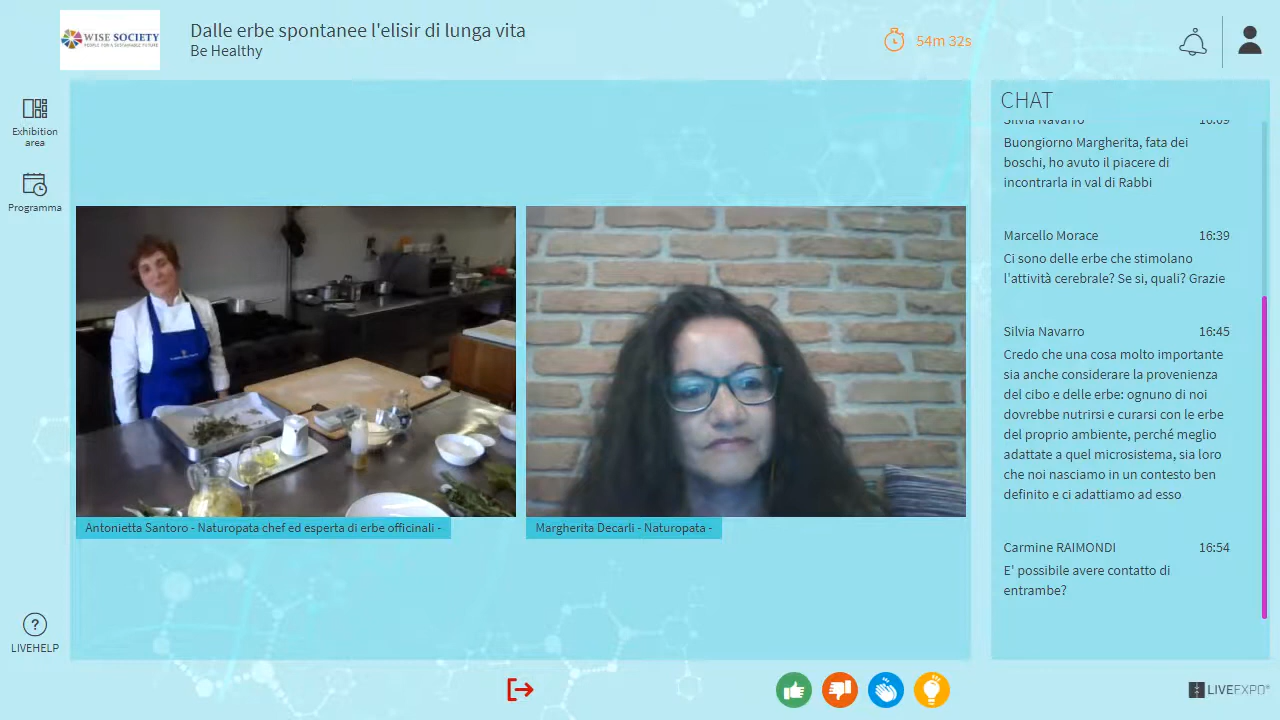 WISE SOCIETY
PEOPLE FOR A SUSTAINABLE FUTURE
Dalle erbe spontanee l'elisir di lunga vita
Be Healthy
54m 32s
Exhibition
area
Programma
LIVEHELP
Antonietta Santoro - Naturopata chef ed esperta di erbe officinali -
Margherita Decarli - Naturopata -
CHAT
Silvia Navarro 16:09
Buongiorno Margherita, fata dei
boschi, ho avuto il piacere di
incontrarla in val di Rabbi
Marcello Morace 16:39
Ci sono delle erbe che stimolano
l'attività cerebrale? Se si, quali? Grazie
Silvia Navarro 16:45
Credo che una cosa molto importante
sia anche considerare la provenienza
del cibo e delle erbe: ognuno di noi
dovrebbe nutrirsi e curarsi con le erbe
del proprio ambiente, perché meglio
adattate a quel microsistema, sia loro
che noi nasciamo in un contesto ben
definito e ci adattiamo ad esso
Carmine RAIMONDI 16:54
E' possibile avere contatto di
entrambe?
LIVEEXPO